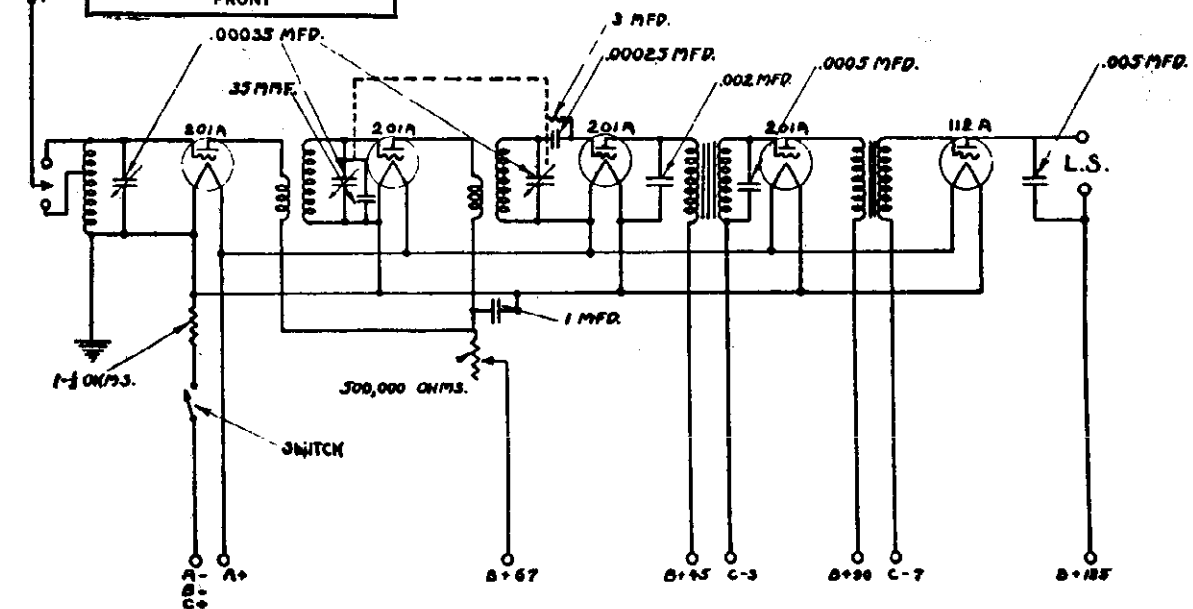 FRONT
3 MFD.
.00035 MFD.
.00025 MFD.
.002 MFD.
.0005 MFD.
.005 MFD.
35 MMF.
201A
201A
201A
201A
112A
L.S.
1 MFD.
1-½ OHMS.
500,000 OHMS.
SWITCH
A-
B-
C+
A+
B+67
B+45
C-3
B+90
C-7
B+135